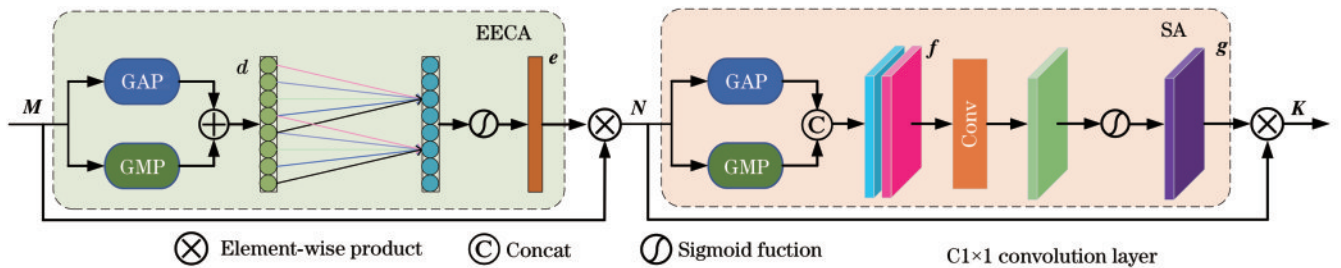 EECA
SA
M
GAP
GMP
d
e
N
GAP
GMP
C
f
Conv
g
K
Element-wise product
C Concat
Sigmoid fuction
C1×1 convolution layer